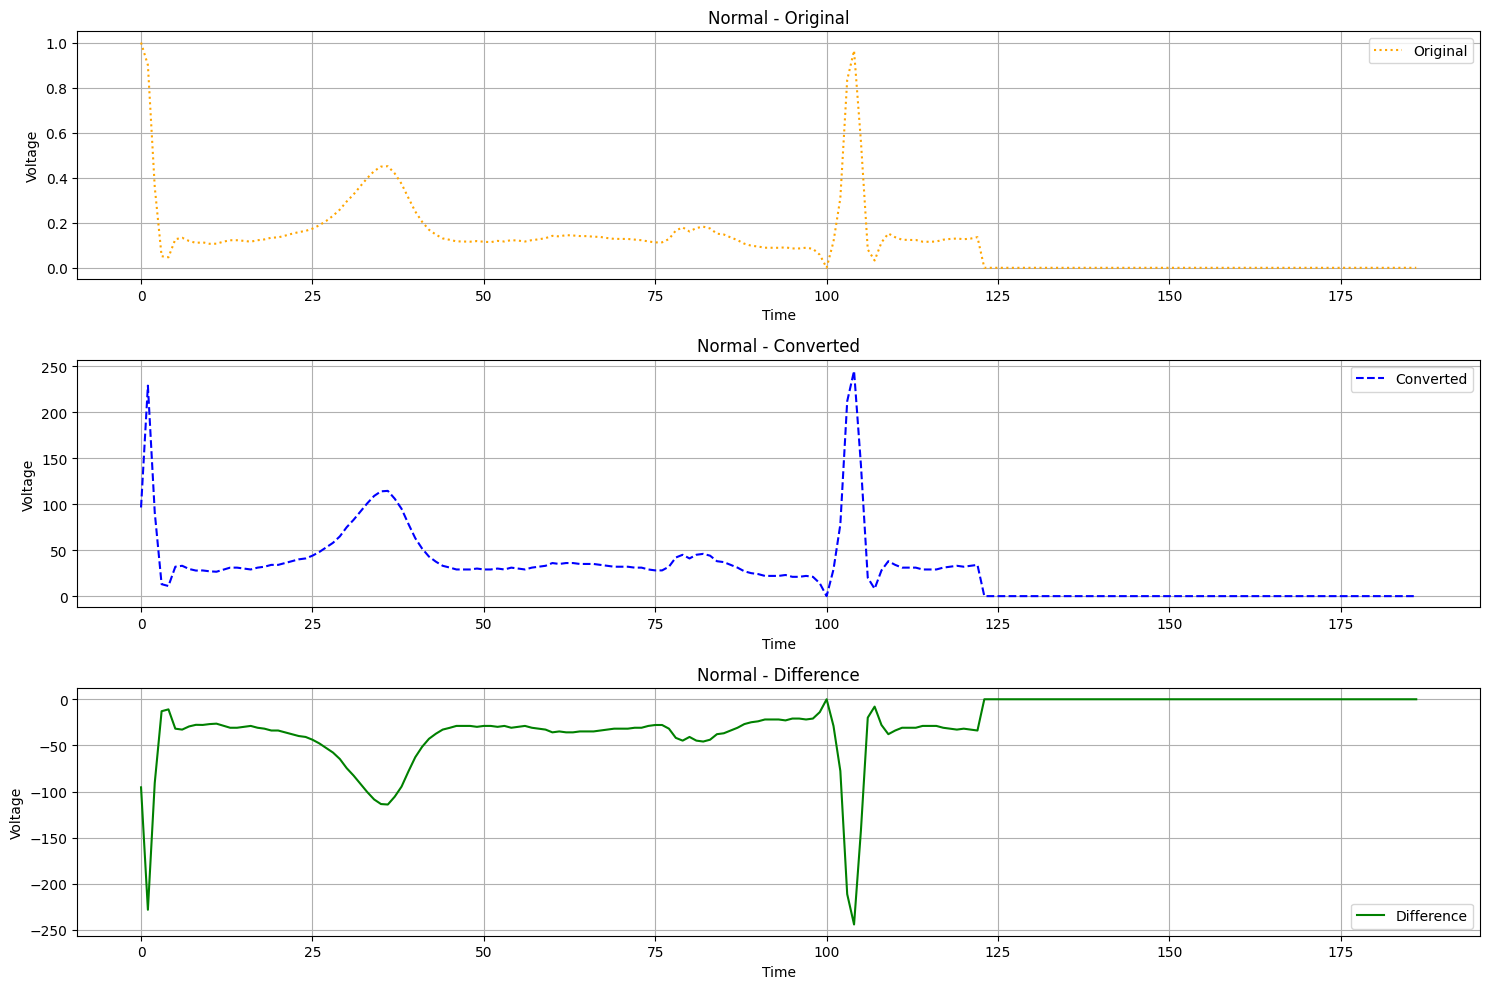 Normal - Original
Voltage
1.0
0.8
0.6
0.4
0.2
0.0
Original
0 25 50 75 100 125 150 175
Time
Normal - Converted
Voltage
250
200
150
100
50
0
Converted
0 25 50 75 100 125 150 175
Time
Normal - Difference
Voltage
0
−50
−100
−150
−200
−250
Difference
0 25 50 75 100 125 150 175
Time